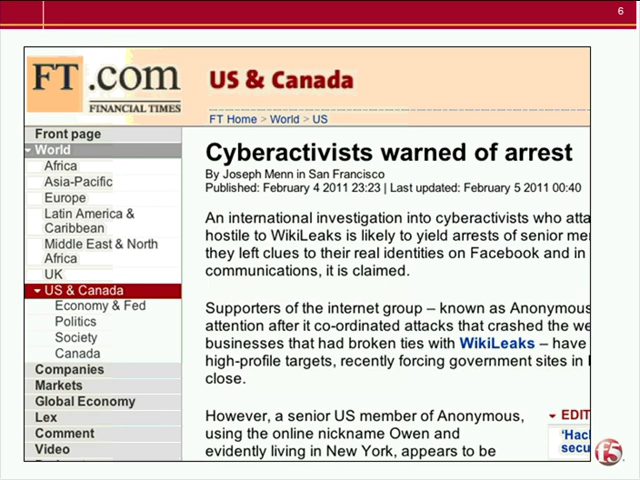 6
FT.com
FINANCIAL TIMES
US & Canada
FT Home > World > US
Front page
World
Africa
Asia-Pacific
Europe
Latin America &
Caribbean
Middle East & North
Africa
UK
US & Canada
Economy & Fed
Politics
Society
Canada
Companies
Markets
Global Economy
Lex
Comment
Video
Cyberactivists warned of arrest
By Joseph Menn in San Francisco
Published: February 4 2011 23:23 | Last updated: February 5 2011 00:40
An international investigation into cyberactivists who atta
hostile to WikiLeaks is likely to yield arrests of senior me
they left clues to their real identities on Facebook and in
communications, it is claimed.
Supporters of the internet group – known as Anonymous
attention after it co-ordinated attacks that crashed the we
businesses that had broken ties with WikiLeaks – have
high-profile targets, recently forcing government sites in
close.
However, a senior US member of Anonymous,
using the online nickname Owen and
evidently living in New York, appears to be
EDIT
‘Hac
secu
f5